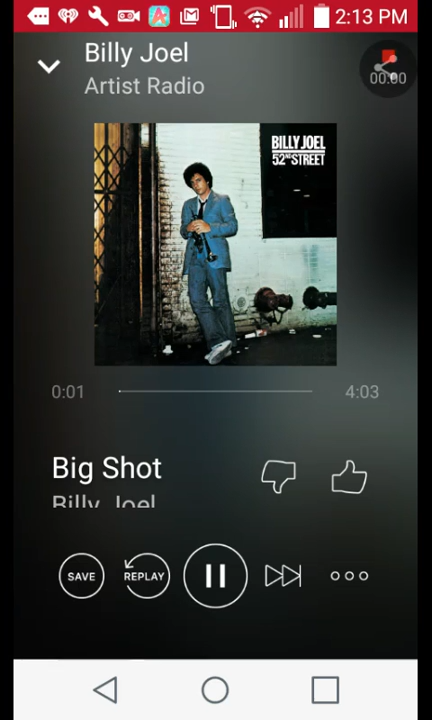 2:13 PM
Billy Joel
Artist Radio
00:00
BILLY JOEL
52ND STREET
0:01
4:03
Big Shot
Billy Joel
SAVE
REPLAY